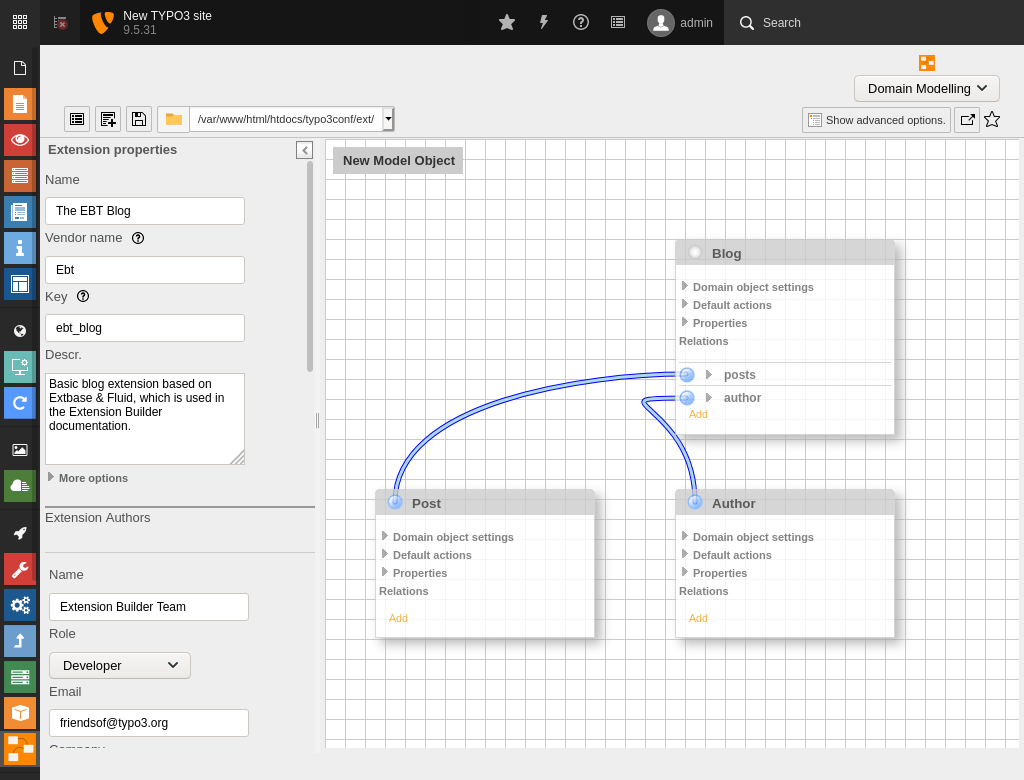 New TYPO3 site
9.5.31
admin
Search
Domain Modelling
/var/www/html/htdocs/typo3conf/ext/
Show advanced options.
Extension properties
Name
The EBT Blog
Vendor name
Ebt
Key
ebt_blog
Descr.
Basic blog extension based on
Extbase & Fluid, which is used in
the Extension Builder
documentation.
More options
Extension Authors
Name
Extension Builder Team
Role
Developer
Email
friendsof@typo3.org
Company
New Model Object
Blog
Domain object settings
Default actions
Properties
Relations
posts
author
Add
Post
Domain object settings
Default actions
Properties
Relations
Add
Author
Domain object settings
Default actions
Properties
Relations
Add